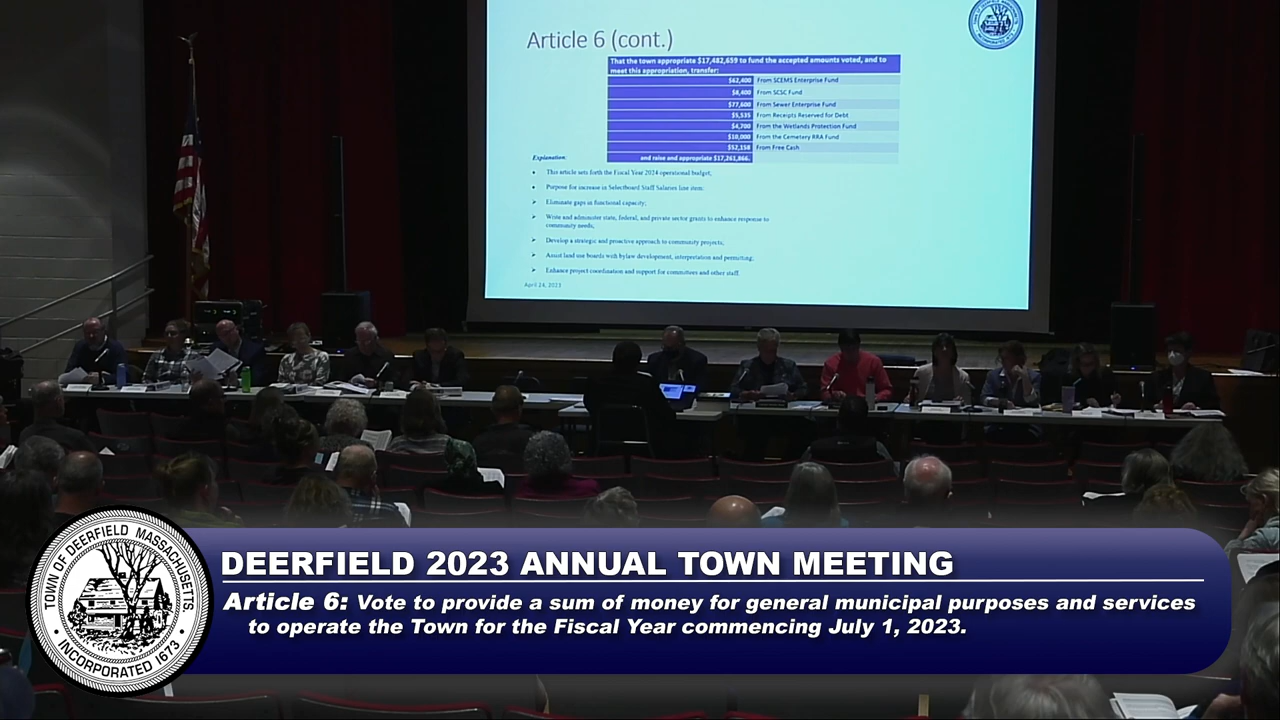 Article 6 (cont.)
That the town appropriate $17,482,659 to fund the accepted amounts voted, and to
meet this appropriation, transfer:
$62,400 From SCEMS Enterprise Fund
$8,400 From SCSC Fund
$77,600 From Sewer Enterprise Fund
$5,535 From Receipts Reserved for Debt
$4,700 From the Wetlands Protection Fund
$10,000 From the Cemetery RRA Fund
$52,158 From Free Cash
and raise and appropriate $17,261,866.
Explanation:
• This article sets forth the Fiscal Year 2024 operational budget;
• Purpose for increase in Selectboard Staff Salaries line item:
➢ Eliminate gaps in functional capacity;
➢ Write and administer state, federal, and private sector grants to enhance response to
community needs;
➢ Develop a strategic and proactive approach to community projects;
➢ Assist land use boards with bylaw development, interpretation and permitting;
➢ Enhance project coordination and support for committees and other staff.
April 24, 2023
DEERFIELD 2023 ANNUAL TOWN MEETING
Article 6: Vote to provide a sum of money for general municipal purposes and services
to operate the Town for the Fiscal Year commencing July 1, 2023.
TOWN OF DEERFIELD MASSACHUSETTS.
• INCORPORATED 1673 •